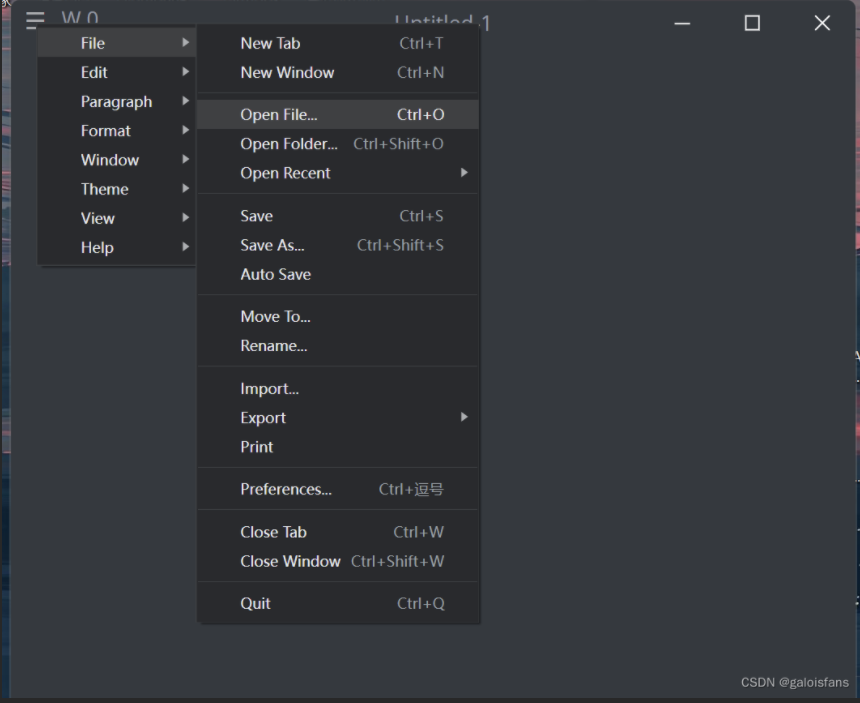 W 0
Untitled-1
File
Edit
Paragraph
Format
Window
Theme
View
Help
New Tab Ctrl+T
New Window Ctrl+N
Open File... Ctrl+O
Open Folder... Ctrl+Shift+O
Open Recent
Save Ctrl+S
Save As... Ctrl+Shift+S
Auto Save
Move To...
Rename...
Import...
Export
Print
Preferences... Ctrl+逗号
Close Tab Ctrl+W
Close Window Ctrl+Shift+W
Quit Ctrl+Q
CSDN @galoisfans